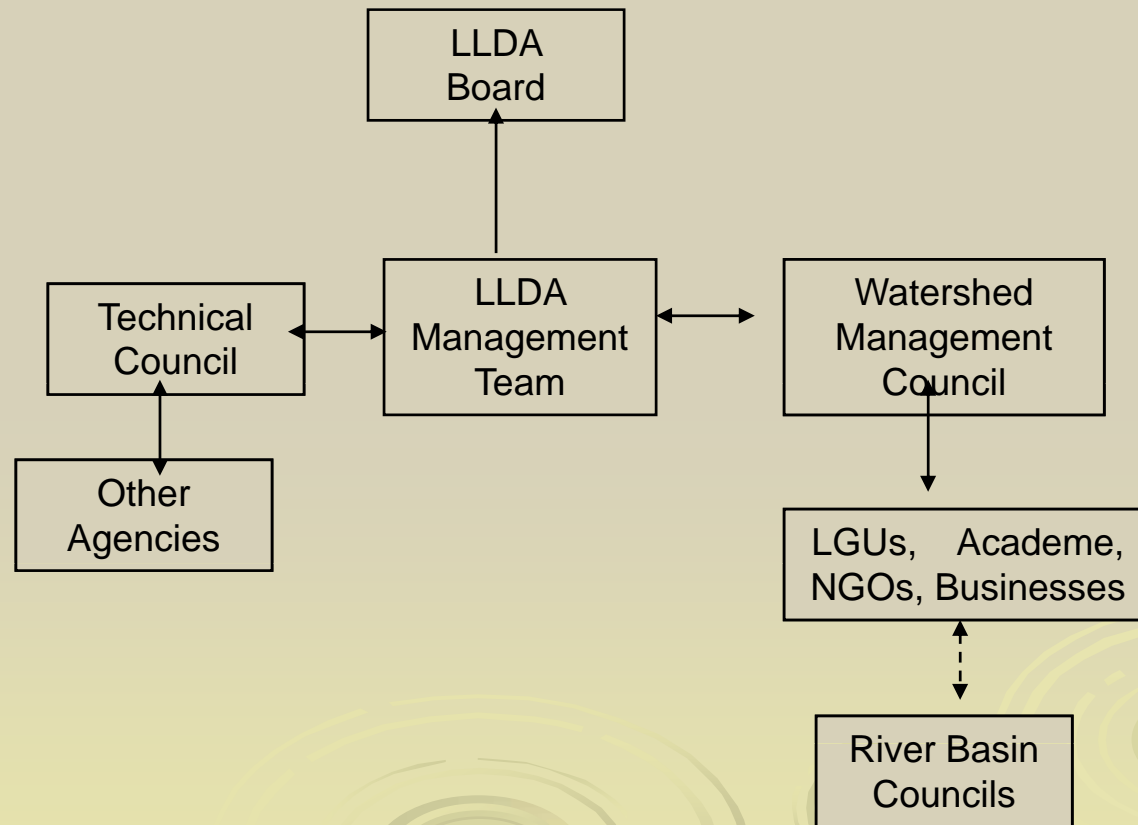 LLDA
Board
Technical
Council
LLDA
Management
Team
Watershed
Management
Council
Other
Agencies
LGUs, Academe,
NGOs, Businesses
River Basin
Councils